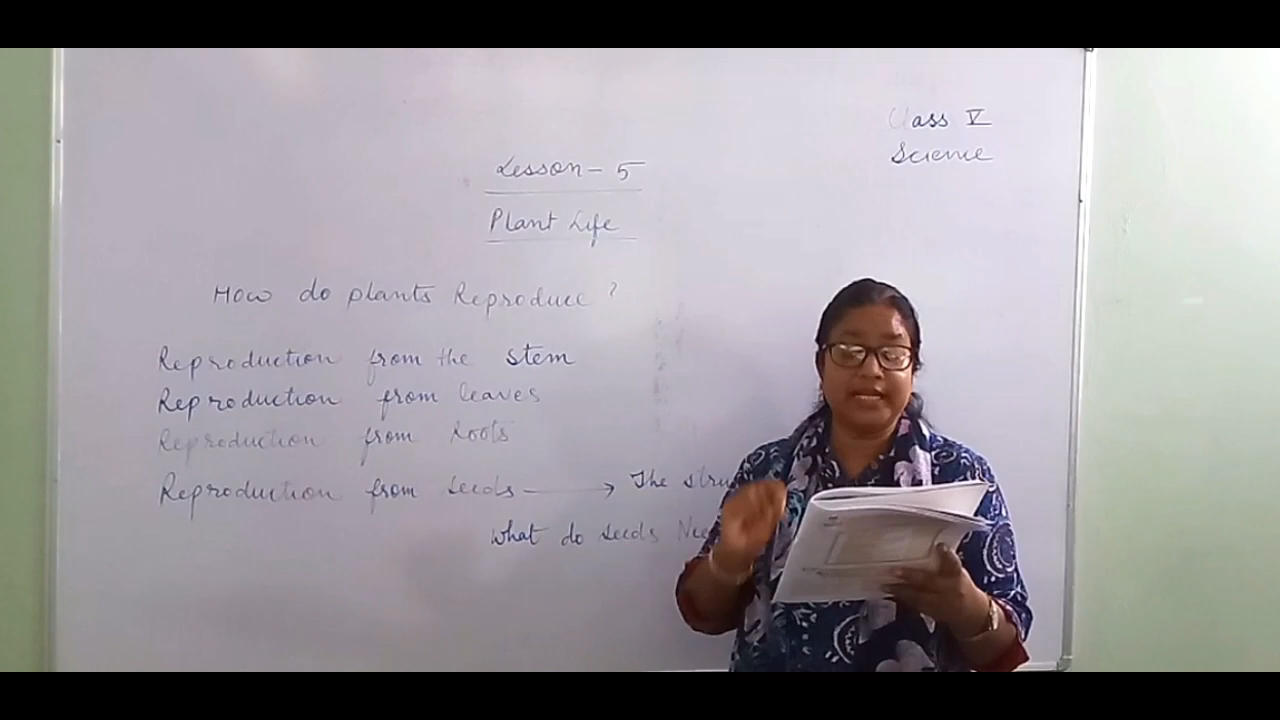 Class V
Science
Lesson - 5
Plant Life
How do plants Reproduce ?
Reproduction from the stem
Reproduction from leaves
Reproduction from Roots
Reproduction from seeds → The
What do seeds